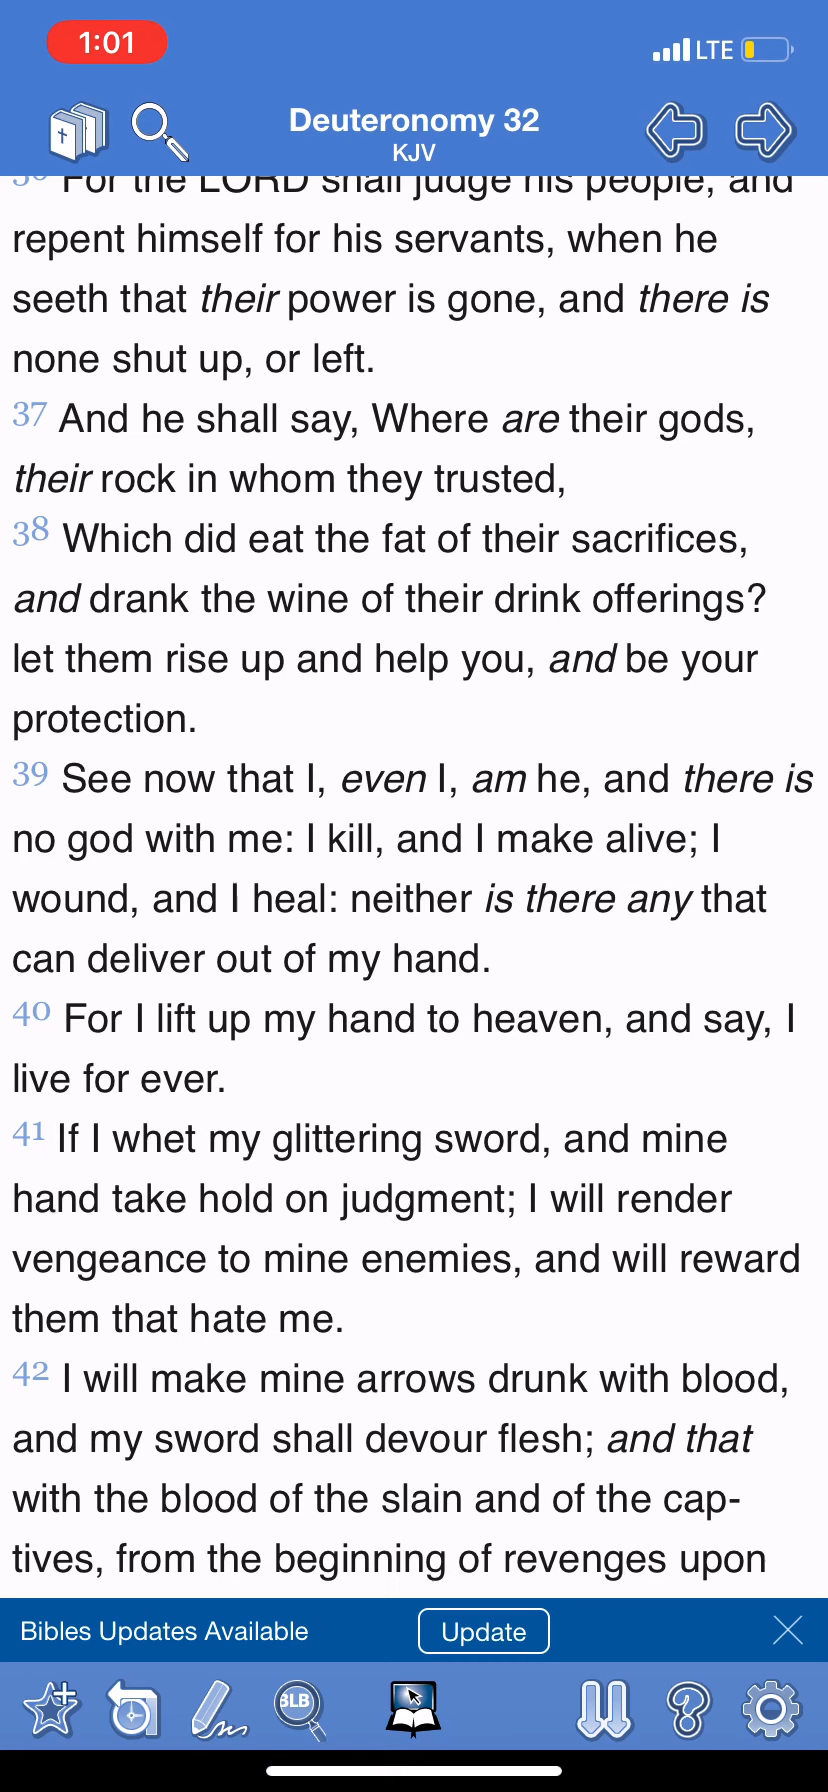 1:01
LTE
Deuteronomy 32
KJV
36 For the LORD shall judge his people, and
repent himself for his servants, when he
seeth that their power is gone, and there is
none shut up, or left.
37 And he shall say, Where are their gods,
their rock in whom they trusted,
38 Which did eat the fat of their sacrifices,
and drank the wine of their drink offerings?
let them rise up and help you, and be your
protection.
39 See now that I, even I, am he, and there is
no god with me: I kill, and I make alive; I
wound, and I heal: neither is there any that
can deliver out of my hand.
40 For I lift up my hand to heaven, and say, I
live for ever.
41 If I whet my glittering sword, and mine
hand take hold on judgment; I will render
vengeance to mine enemies, and will reward
them that hate me.
42 I will make mine arrows drunk with blood,
and my sword shall devour flesh; and that
with the blood of the slain and of the cap-
tives, from the beginning of revenges upon
Bibles Updates Available
Update
BLB